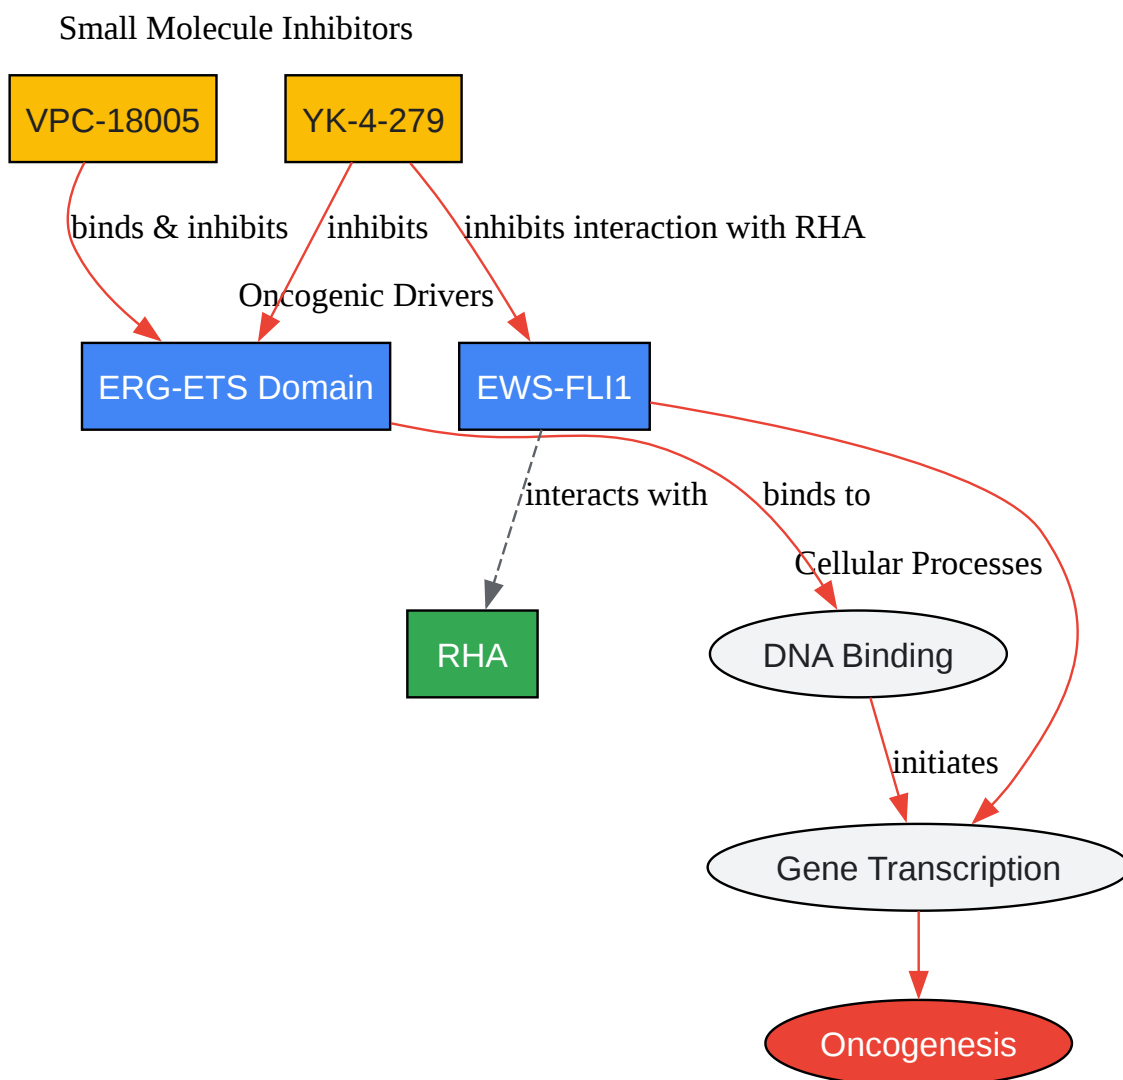 Small Molecule Inhibitors
VPC-18005
YK-4-279
binds & inhibits
inhibits
inhibits interaction with RHA
Oncogenic Drivers
ERG-ETS Domain
EWS-FLI1
interacts with
binds to
Cellular Processes
RHA
DNA Binding
initiates
Gene Transcription
Oncogenesis